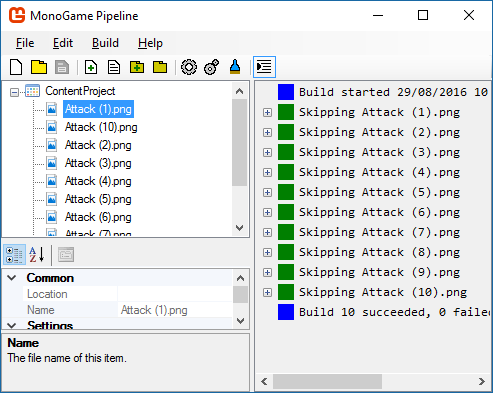 MonoGame Pipeline
File Edit Build Help
ContentProject
Attack (1).png
Attack (10).png
Attack (2).png
Attack (3).png
Attack (4).png
Attack (5).png
Attack (6).png
Attack (7).png
A
Z
Common
Location
Name Attack (1).png
Settings
Name
The file name of this item.
Build started 29/08/2016 10
Skipping Attack (1).png
Skipping Attack (2).png
Skipping Attack (3).png
Skipping Attack (4).png
Skipping Attack (5).png
Skipping Attack (6).png
Skipping Attack (7).png
Skipping Attack (8).png
Skipping Attack (9).png
Skipping Attack (10).png
Build 10 succeeded, 0 failed